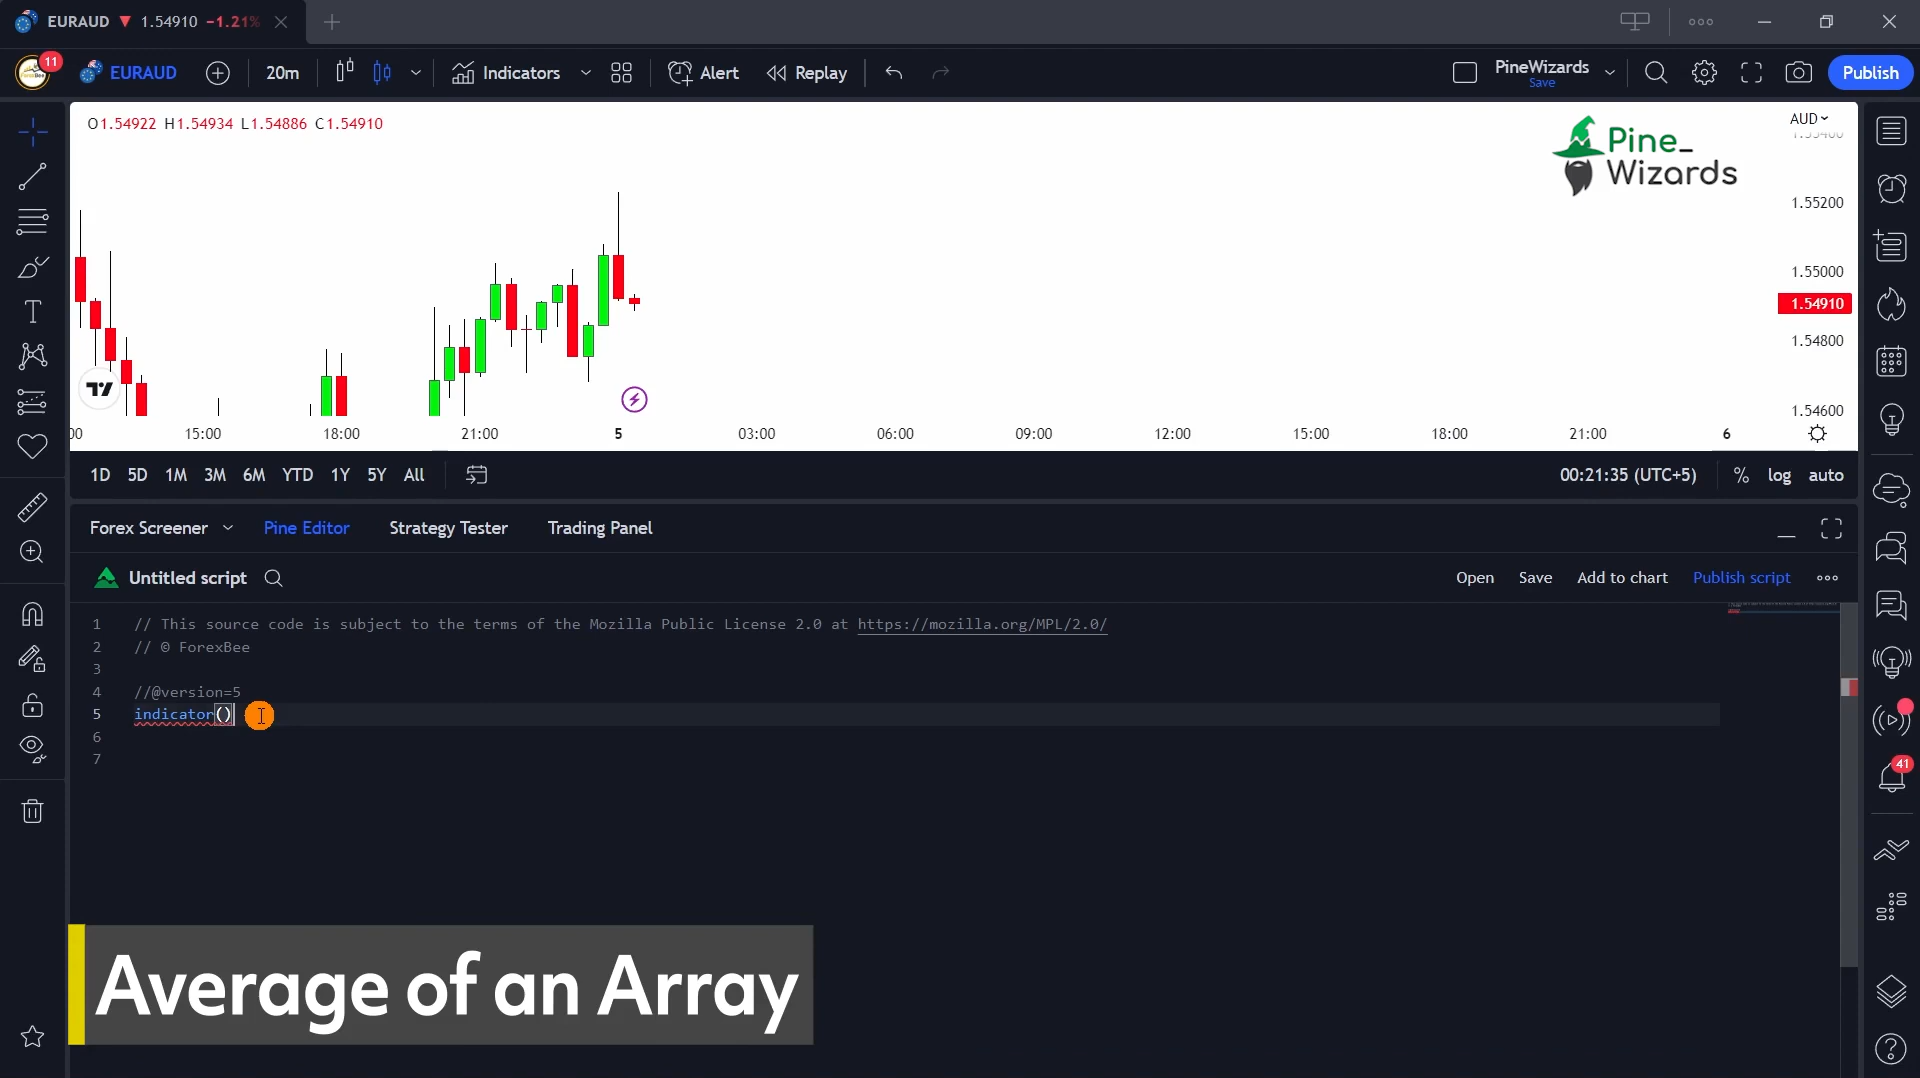 EURAUD ▼ 1.54910 −1.21%
11
EURAUD 20m Indicators Alert Replay PineWizards Save Publish
O1.54922 H1.54934 L1.54886 C1.54910
AUD
Pine_
Wizards
1.55200
1.55000
1.54910
1.54800
1.54600
15:00 18:00 21:00 5 03:00 06:00 09:00 12:00 15:00 18:00 21:00 6
1D 5D 1M 3M 6M YTD 1Y 5Y All 00:21:35 (UTC+5) % log auto
Forex Screener Pine Editor Strategy Tester Trading Panel
Untitled script Open Save Add to chart Publish script
1 // This source code is subject to the terms of the Mozilla Public License 2.0 at https://mozilla.org/MPL/2.0/
2 // © ForexBee
3
4 //@version=5
5 indicator()
6
7
41
Average of an Array